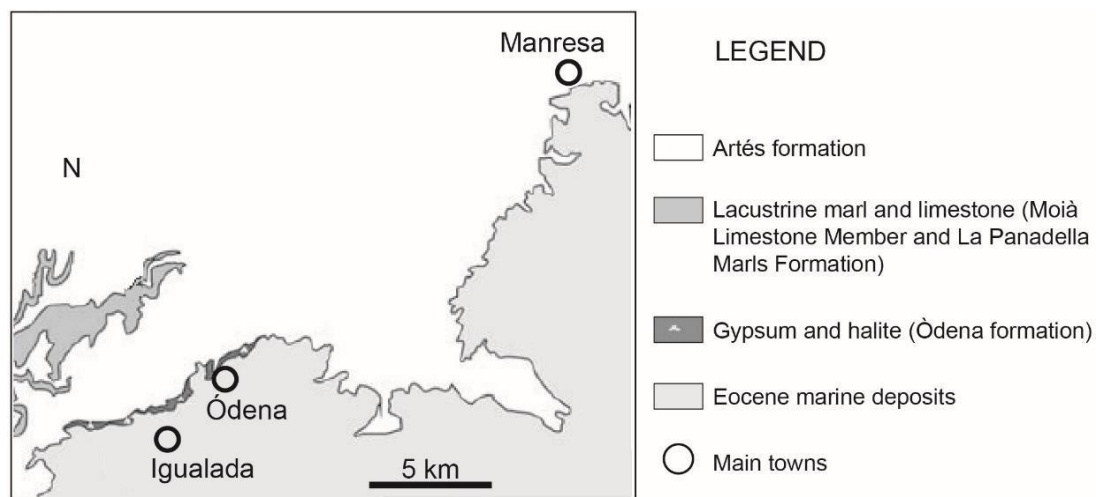 Manresa
N
Ódena
Igualada
5 km
LEGEND
Artés formation
Lacustrine marl and limestone (Moià
Limestone Member and La Panadella
Marls Formation)
Gypsum and halite (Òdena formation)
Eocene marine deposits
Main towns